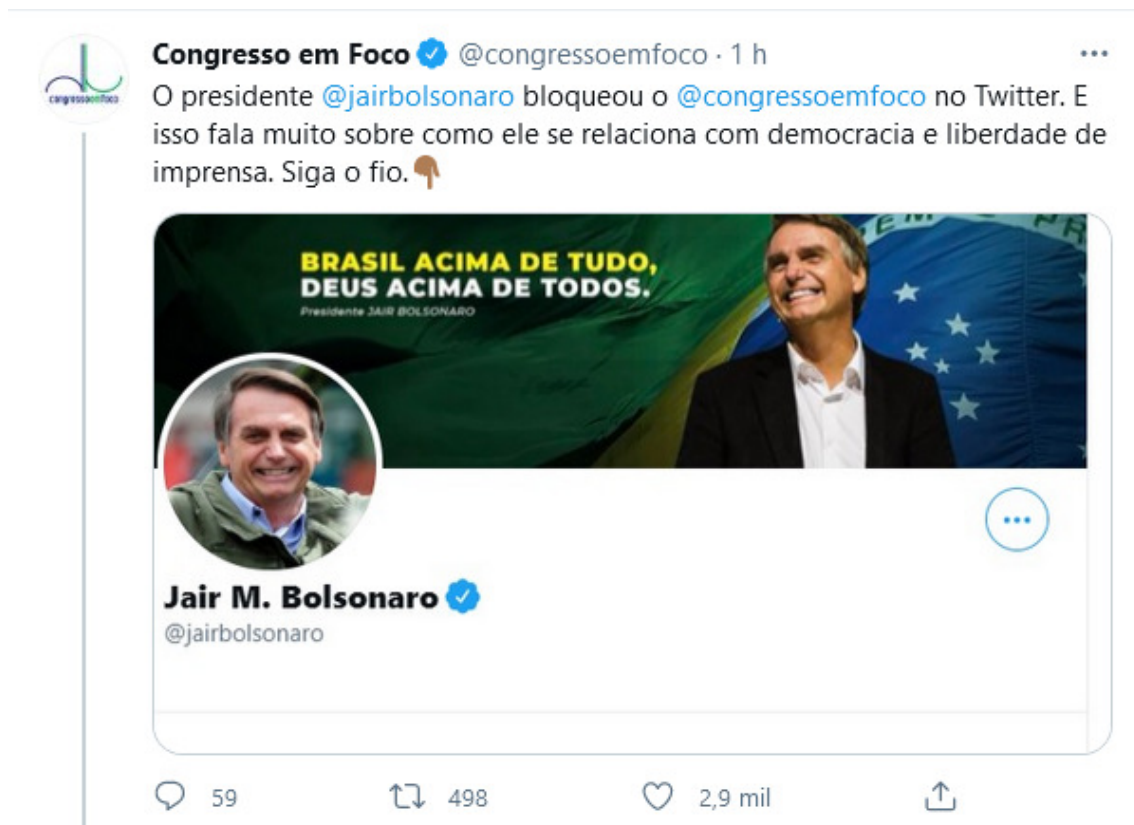 Congresso em Foco @congressoemfoco · 1 h
O presidente @jairbolsonaro bloqueou o @congressoemfoco no Twitter. E
isso fala muito sobre como ele se relaciona com democracia e liberdade de
imprensa. Siga o fio.👇🏾
congressoemfoco
BRASIL ACIMA DE TUDO,
DEUS ACIMA DE TODOS.
Presidente JAIR BOLSONARO
Jair M. Bolsonaro
@jairbolsonaro
59 498 2,9 mil